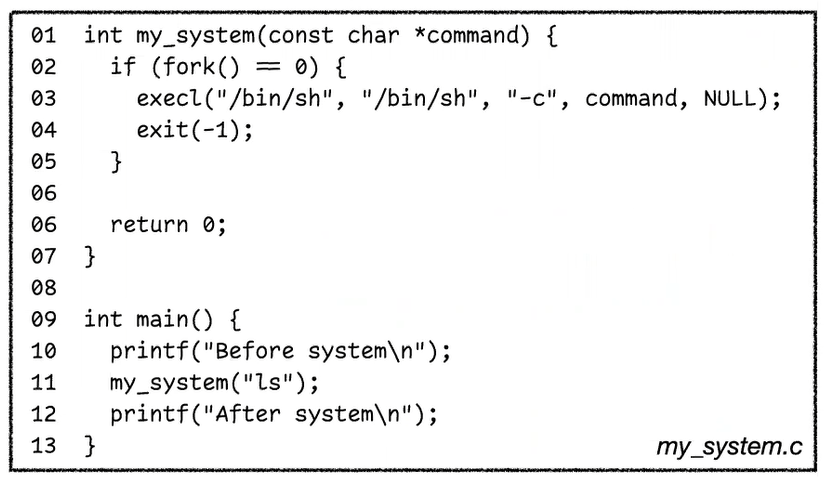 01 int my_system(const char *command) {
02   if (fork() == 0) {
03     execl("/bin/sh", "/bin/sh", "-c", command, NULL);
04     exit(-1);
05   }
06
06   return 0;
07 }
08
09 int main() {
10   printf("Before system\n");
11   my_system("ls");
12   printf("After system\n");
13 }
my_system.c